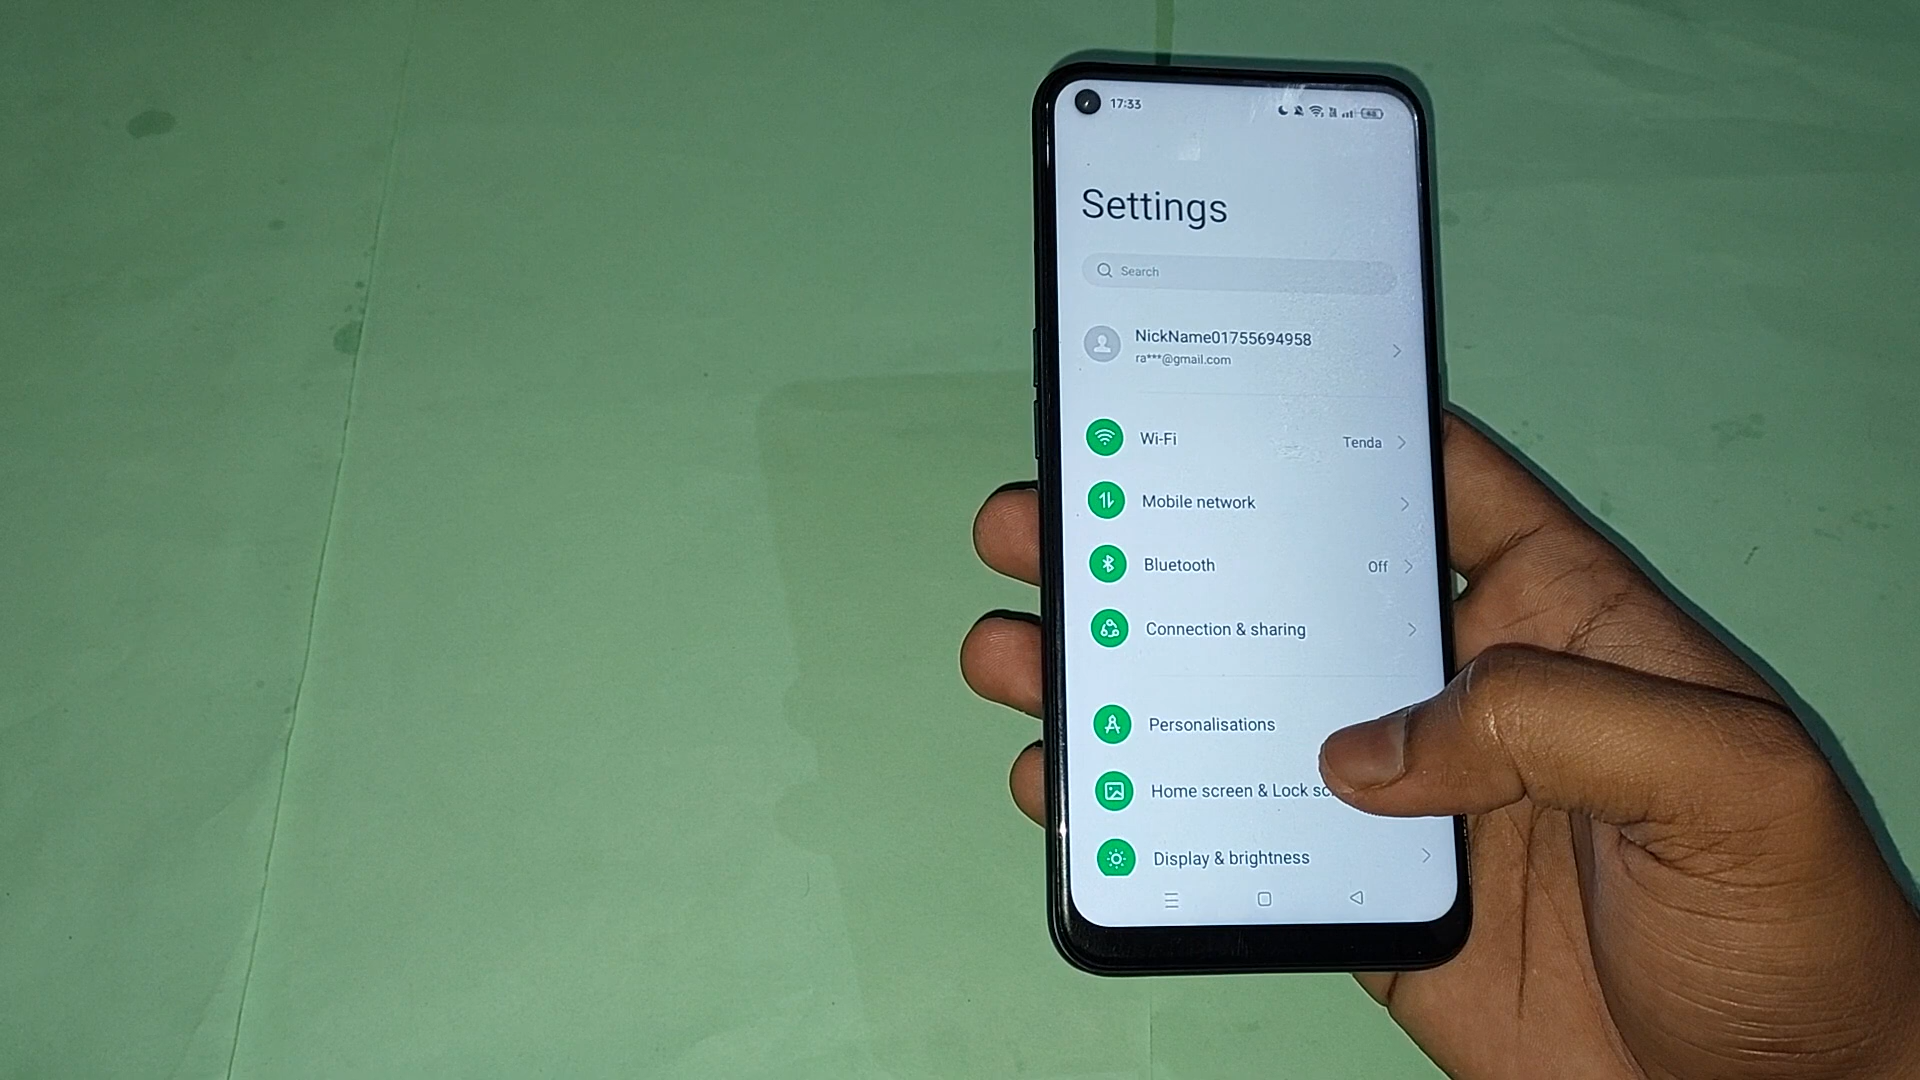 17:33
Settings
Search
NickName01755694958
ra***@gmail.com
Wi-Fi Tenda
Mobile network
Bluetooth Off
Connection & sharing
Personalisations
Home screen & Lock
Display & brightness